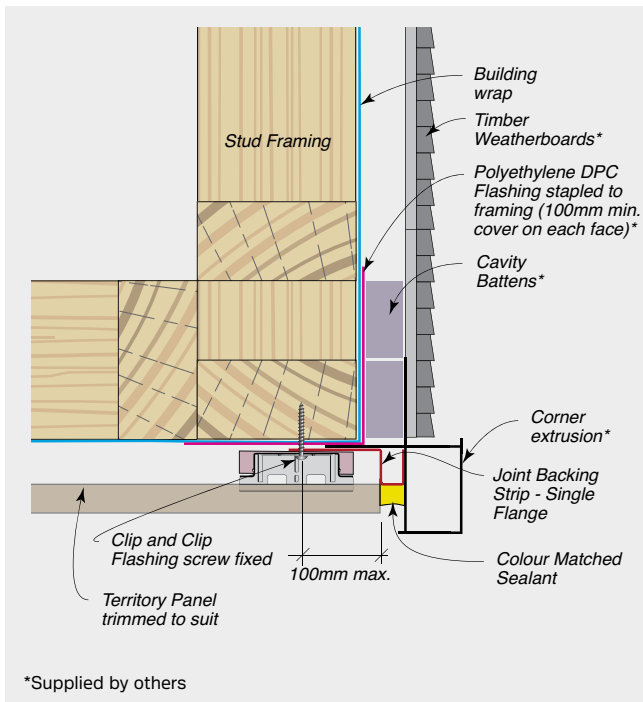 Building
wrap
Stud Framing
Timber
Weatherboards*
Polyethylene DPC
Flashing stapled to
framing (100mm min.
cover on each face)*
Cavity
Battens*
Corner
extrusion*
Joint Backing
Strip - Single
Flange
Clip and Clip
Flashing screw fixed
100mm max.
Colour Matched
Sealant
Territory Panel
trimmed to suit
*Supplied by others